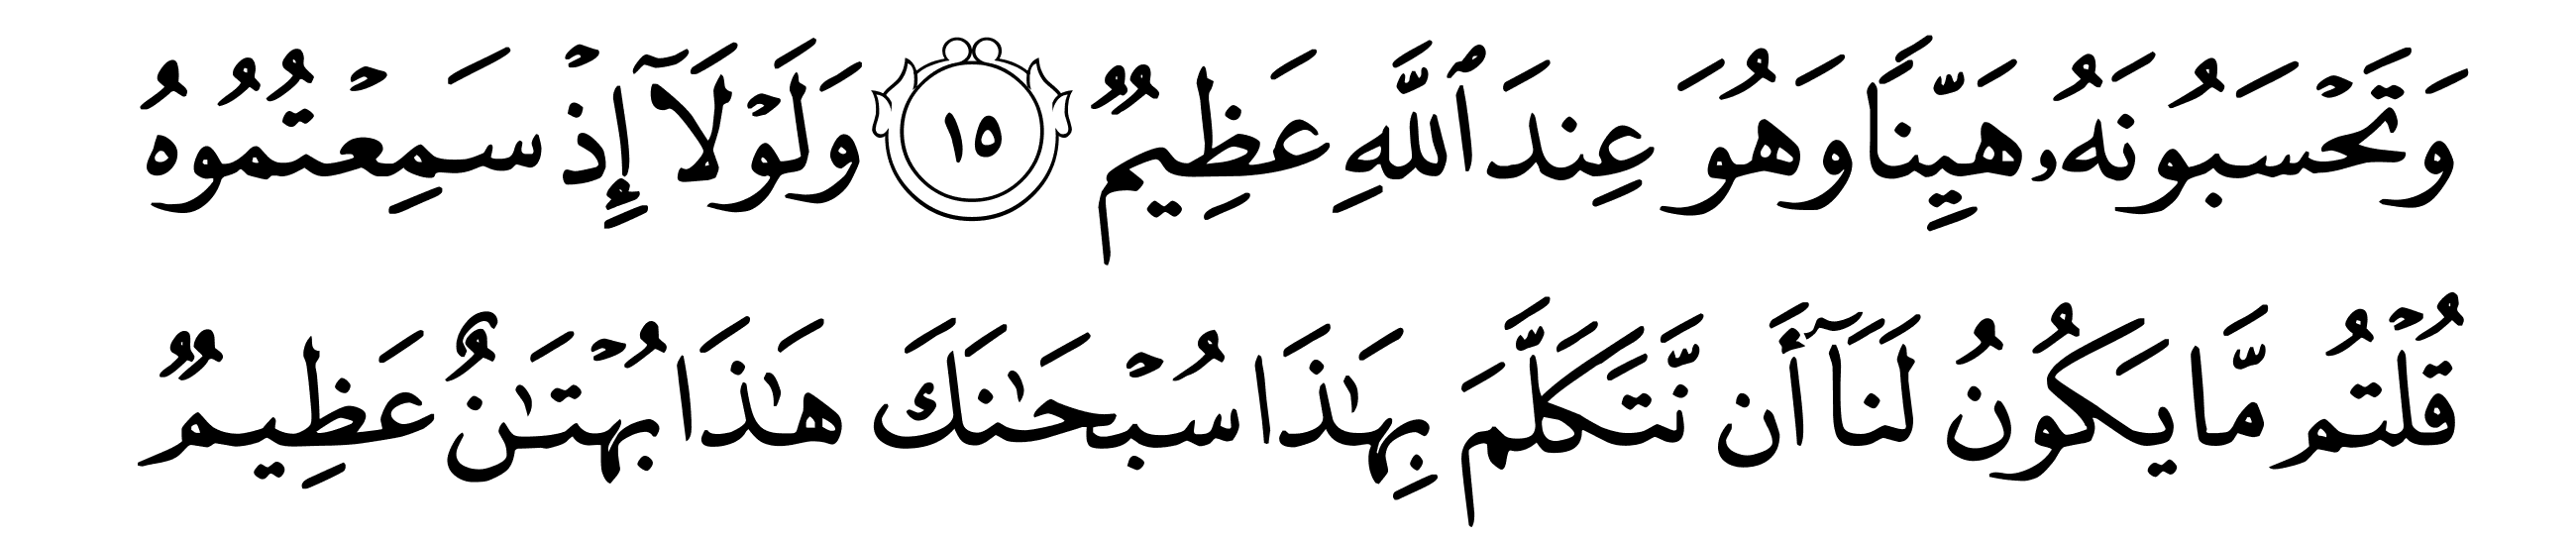 وَتَحۡسَبُونَهُۥ هَيِّنٗا وَهُوَ عِندَ ٱللَّهِ عَظِيمٞ ١٥ وَلَوۡلَآ إِذۡ سَمِعۡتُمُوهُ
قُلۡتُم مَّا يَكُونُ لَنَآ أَن نَّتَكَلَّمَ بِهَٰذَا سُبۡحَٰنَكَ هَٰذَا بُهۡتَٰنٌ عَظِيمٞ